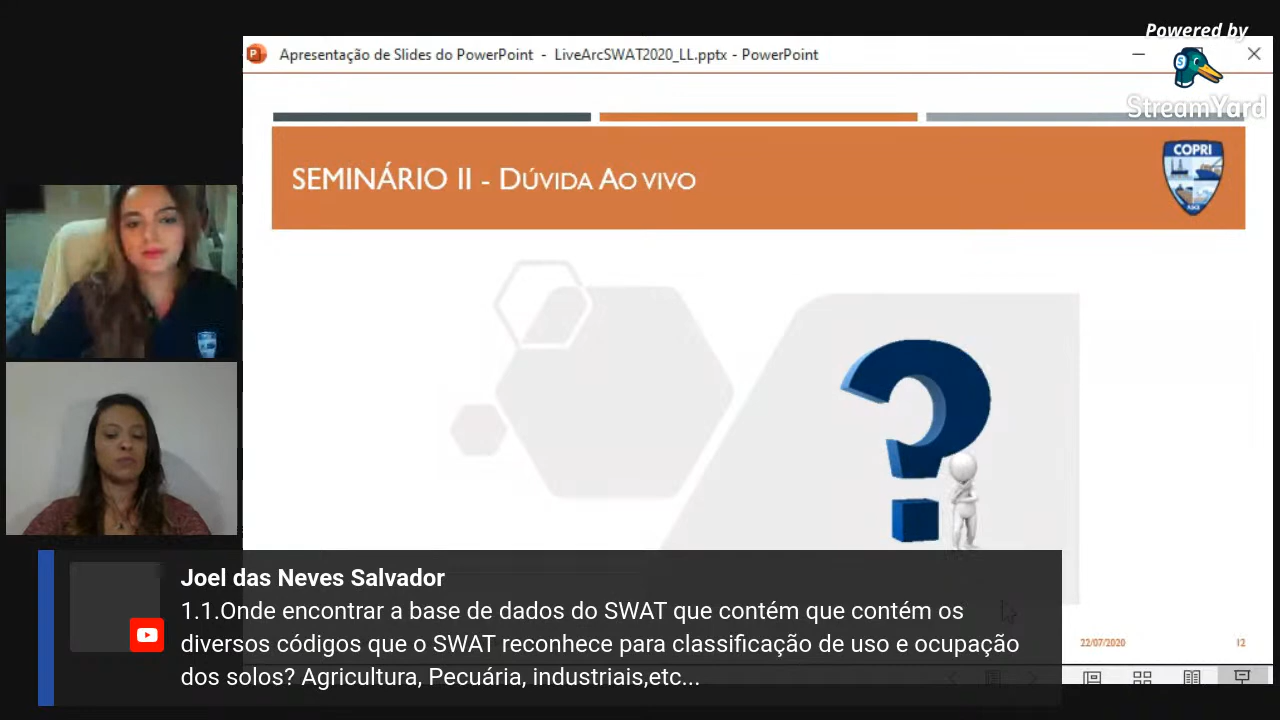 Powered by
StreamYard
Apresentação de Slides do PowerPoint - LiveArcSWAT2020_LL.pptx - PowerPoint
SEMINÁRIO II - DÚVIDA AO VIVO
COPRI
Joel das Neves Salvador
1.1.Onde encontrar a base de dados do SWAT que contém que contém os
diversos códigos que o SWAT reconhece para classificação de uso e ocupação
dos solos? Agricultura, Pecuária, industriais,etc...
22/07/2020
12